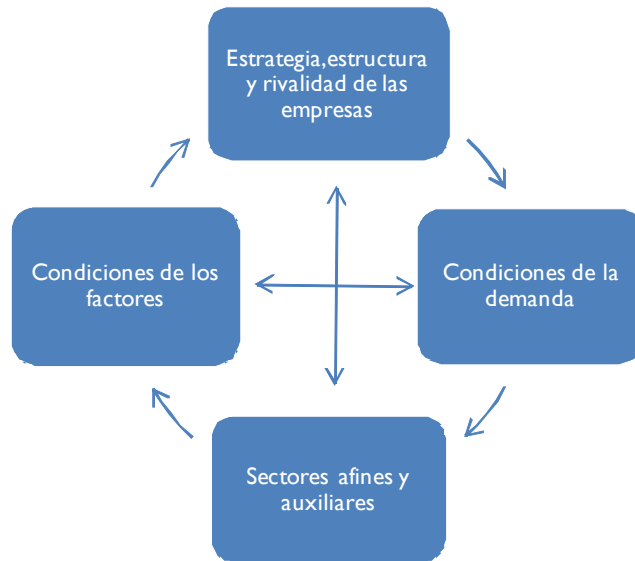 Estrategia,estructura
y rivalidad de las
empresas
Condiciones de los
factores
Condiciones de la
demanda
Sectores afines y
auxiliares